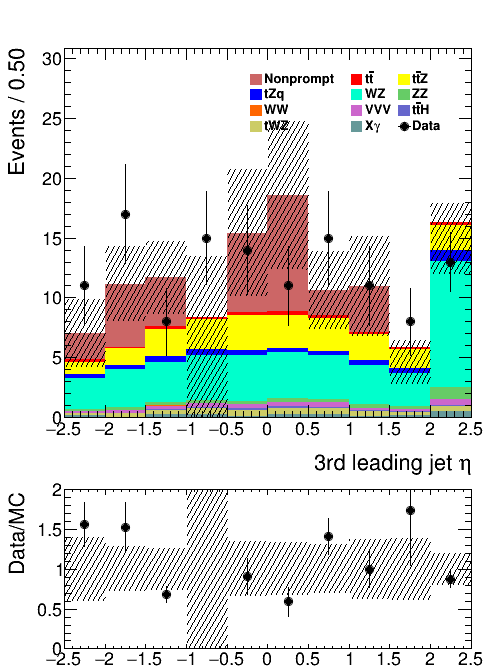 Events / 0.50
30
25
20
15
10
5
0
Nonprompt tt̄ tt̄Z
tZq WZ ZZ
WW VVV tt̄H
tWZ Xγ Data
−2.5 −2 −1.5 −1 −0.5 0 0.5 1 1.5 2 2.5
3rd leading jet η
Data/MC
2
1.5
1
0.5
0
−2.5 −2 −1.5 −1 −0.5 0 0.5 1 1.5 2 2.5